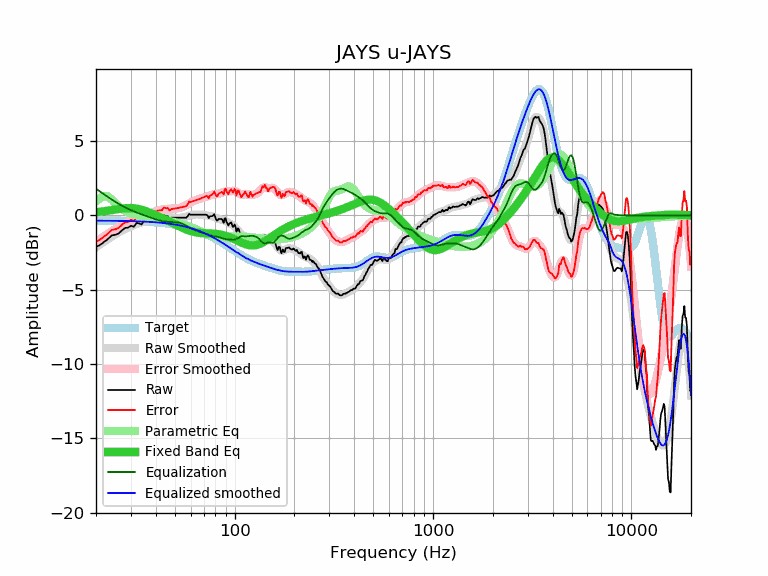 JAYS u-JAYS
Amplitude (dBr)
5
0
−5
−10
−15
−20
Target
Raw Smoothed
Error Smoothed
Raw
Error
Parametric Eq
Fixed Band Eq
Equalization
Equalized smoothed
100
1000
10000
Frequency (Hz)